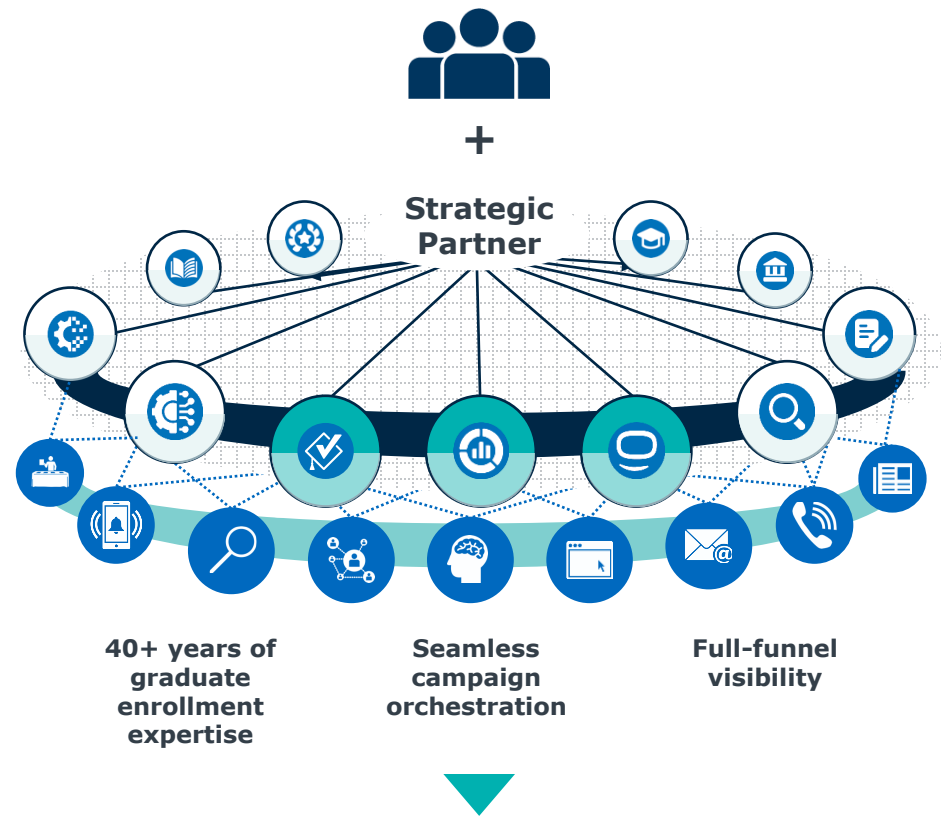 +
Strategic
Partner
@
40+ years of
graduate
enrollment
expertise
Seamless
campaign
orchestration
Full-funnel
visibility